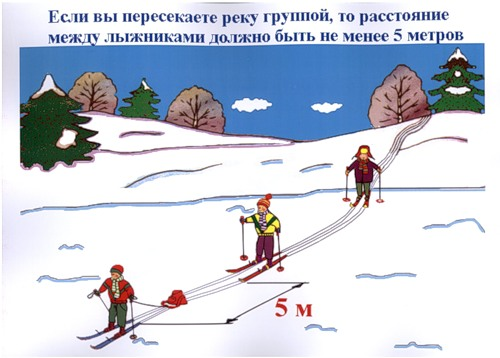 Если вы пересекаете реку группой, то расстояние
между лыжниками должно быть не менее 5 метров
5 м